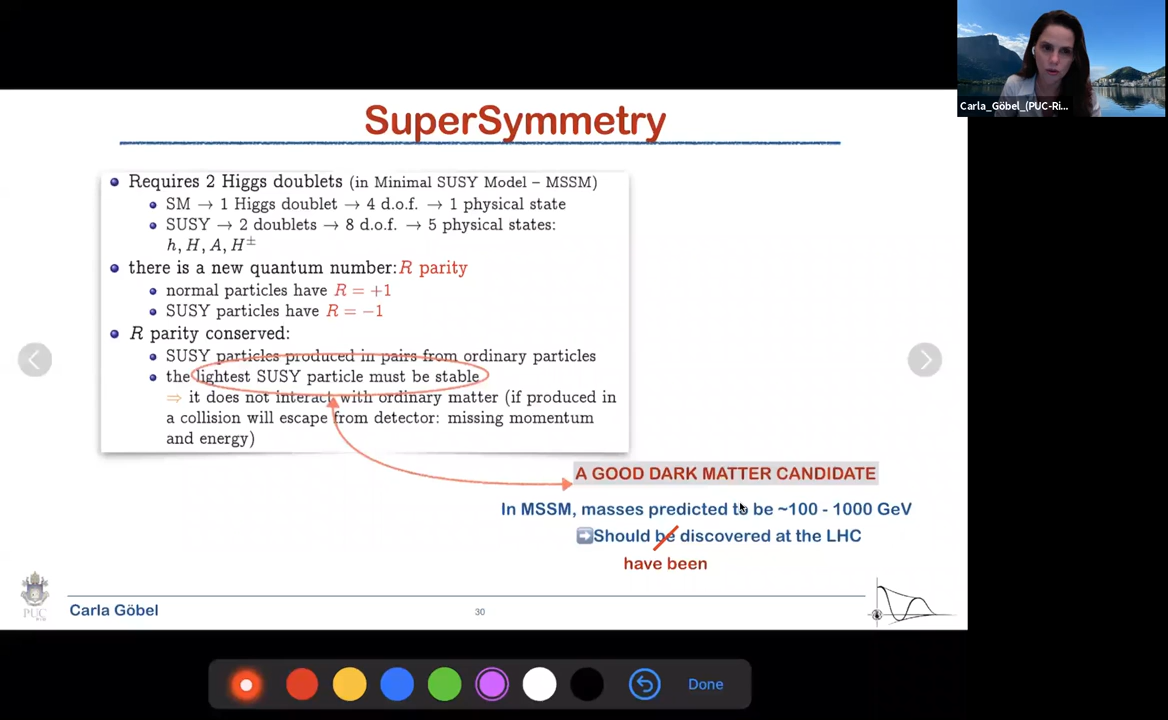 Carla_Göbel_(PUC-Ri...
SuperSymmetry
Requires 2 Higgs doublets (in Minimal SUSY Model – MSSM)
SM → 1 Higgs doublet → 4 d.o.f. → 1 physical state
SUSY → 2 doublets → 8 d.o.f. → 5 physical states:
h, H, A, H±
there is a new quantum number: R parity
normal particles have R = +1
SUSY particles have R = −1
R parity conserved:
SUSY particles produced in pairs from ordinary particles
the lightest SUSY particle must be stable
⇒ it does not interact with ordinary matter (if produced in
a collision will escape from detector: missing momentum
and energy)
A GOOD DARK MATTER CANDIDATE
In MSSM, masses predicted to be ~100 - 1000 GeV
➡Should be discovered at the LHC
have been
PUC
Carla Göbel
30
Done